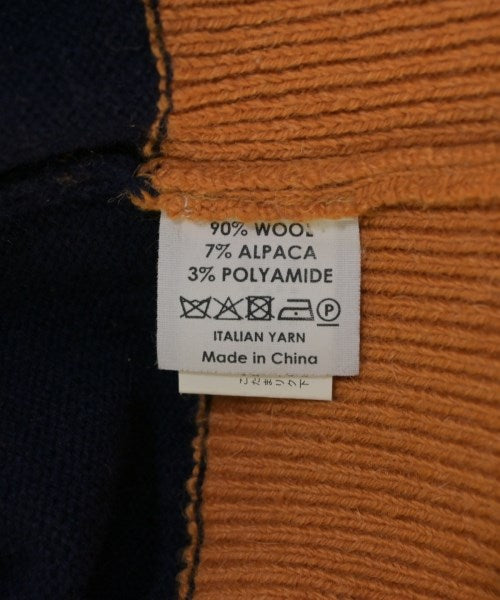 90% WOOL
7% ALPACA
3% POLYAMIDE
P
ITALIAN YARN
Made in China